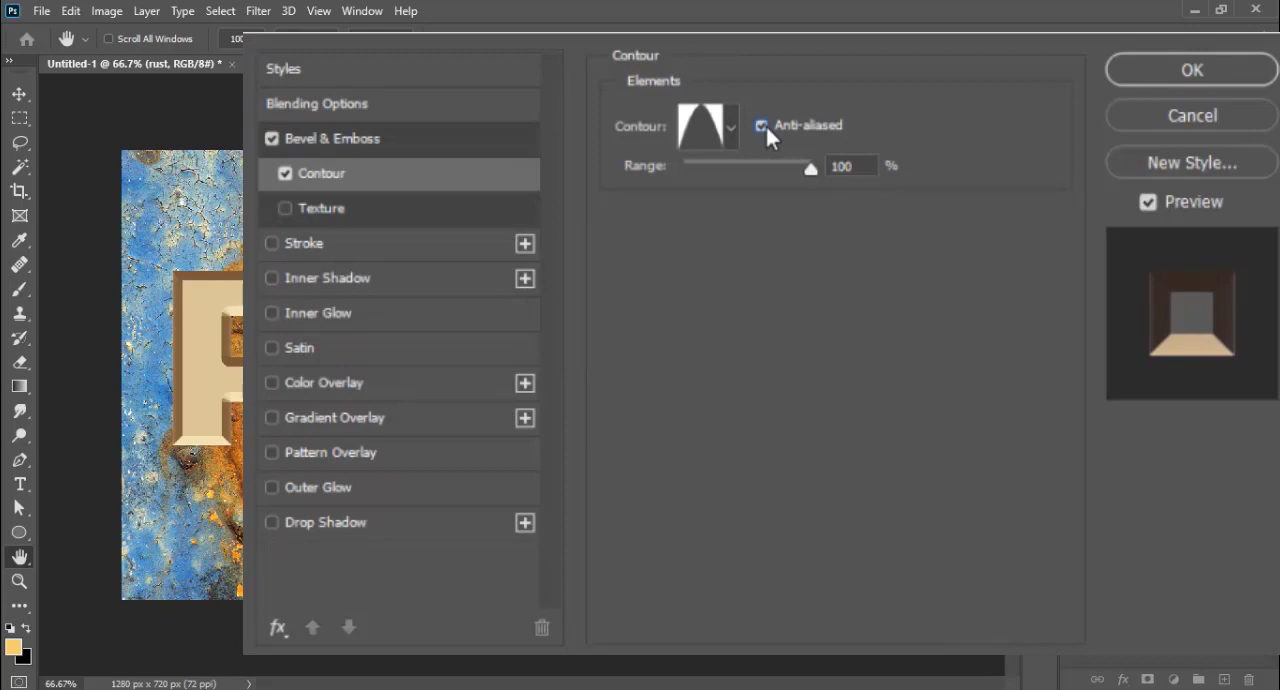 Ps File Edit Image Layer Type Select Filter 3D View Window Help
Scroll All Windows
Untitled-1 @ 66.7% (rust, RGB/8#) * ×
Styles
Blending Options
Bevel & Emboss
Contour
Texture
Stroke
Inner Shadow
Inner Glow
Satin
Color Overlay
Gradient Overlay
Pattern Overlay
Outer Glow
Drop Shadow
fx
Contour
Elements
Contour:
Anti-aliased
Range: 100 %
OK
Cancel
New Style...
Preview
66.67% 1280 px x 720 px (72 ppi)
fx